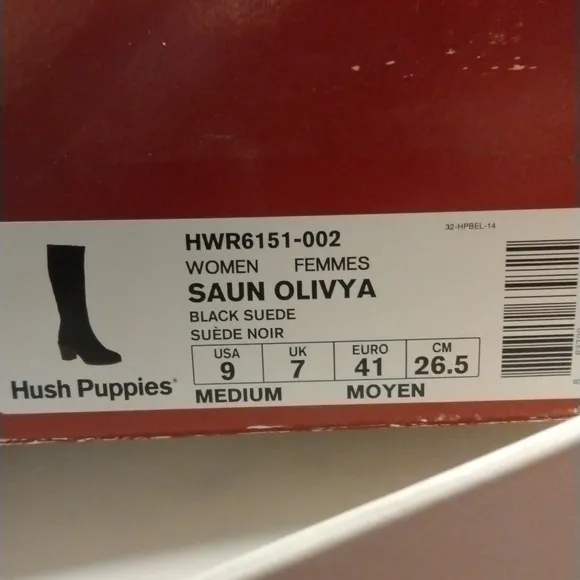 32-HPBEL-14
HWR6151-002
WOMEN FEMMES
SAUN OLIVYA
BLACK SUEDE
SUÈDE NOIR
USA UK EURO CM
9 7 41 26.5
MEDIUM MOYEN
Hush Puppies®